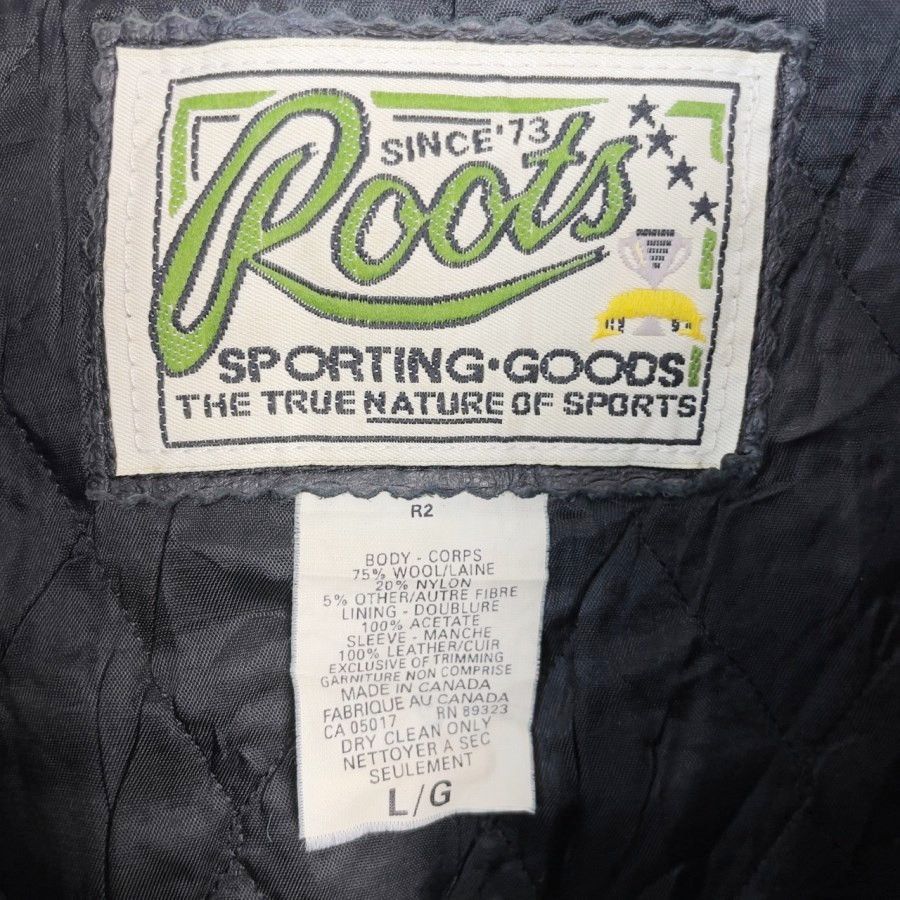 SINCE '73
Roots
SPORTING·GOODS
THE TRUE NATURE OF SPORTS
R2
BODY - CORPS
75% WOOL/LAINE
20% NYLON
5% OTHER/AUTRE FIBRE
LINING - DOUBLURE
100% ACETATE
SLEEVE - MANCHE
100% LEATHER/CUIR
EXCLUSIVE OF TRIMMING
GARNITURE NON COMPRISE
MADE IN CANADA
FABRIQUE AU CANADA
CA 05017 RN 89323
DRY CLEAN ONLY
NETTOYER A SEC
SEULEMENT
L/G